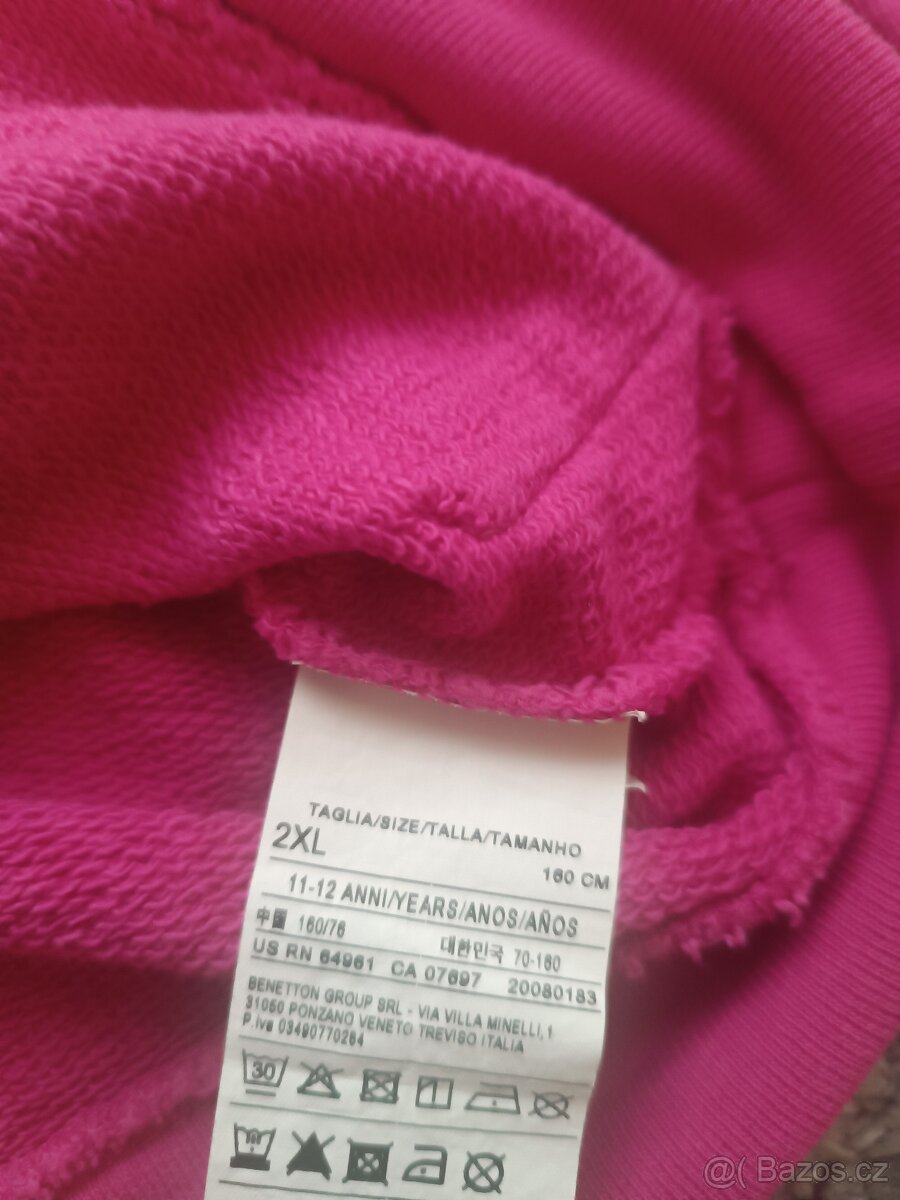 TAGLIA/SIZE/TALLA/TAMANHO
2XL
160 CM
11-12 ANNI/YEARS/ANOS/AÑOS
中國 160/76 대한민국 70-160
US RN 64961 CA 07697 20080183
BENETTON GROUP SRL - VIA VILLA MINELLI,1
31050 PONZANO VENETO TREVISO ITALIA
P.iva 03490770264
30
@( Bazos.cz